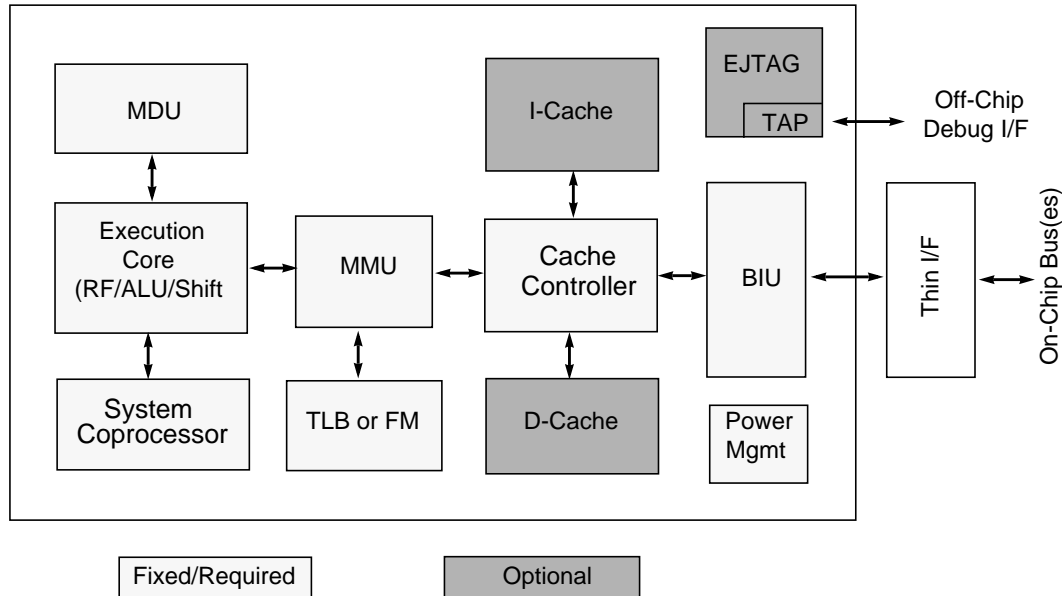 MDU
I-Cache
EJTAG
TAP
Off-Chip
Debug I/F
Execution
Core
(RF/ALU/Shift
MMU
Cache
Controller
BIU
Thin I/F
On-Chip Bus(es)
System
Coprocessor
TLB or FM
D-Cache
Power
Mgmt
Fixed/Required
Optional